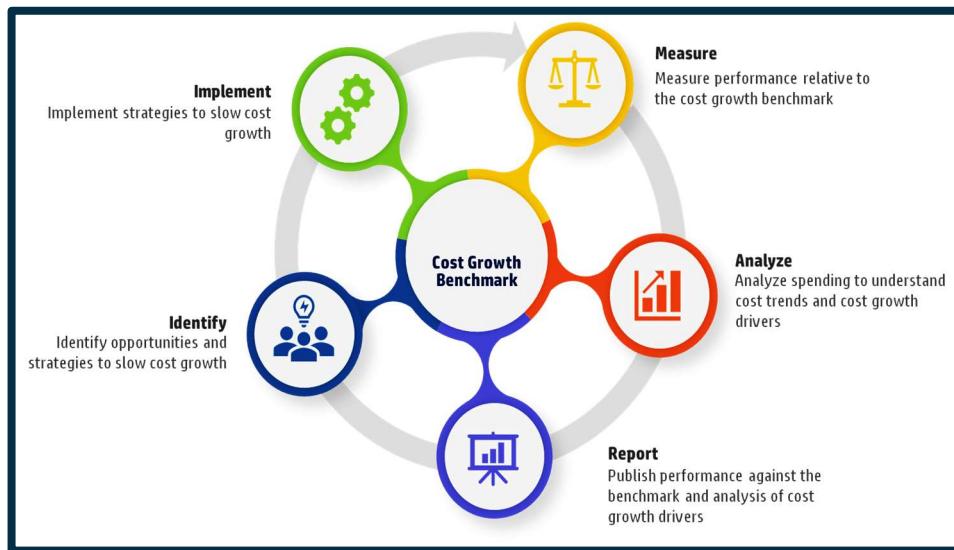 Measure
Measure performance relative to
the cost growth benchmark
Analyze
Analyze spending to understand
cost trends and cost growth
drivers
Report
Publish performance against the
benchmark and analysis of cost
growth drivers
Identify
Identify opportunities and
strategies to slow cost growth
Implement
Implement strategies to slow cost
growth
Cost Growth
Benchmark